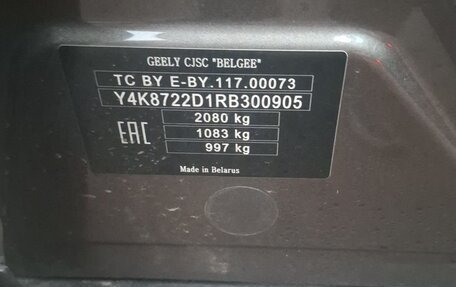 GEELY CJSC "BELGEE"
TC BY E-BY.117.00073
Y4K8722D1RB300905
2080 kg
EAC 1083 kg
997 kg
Made in Belarus